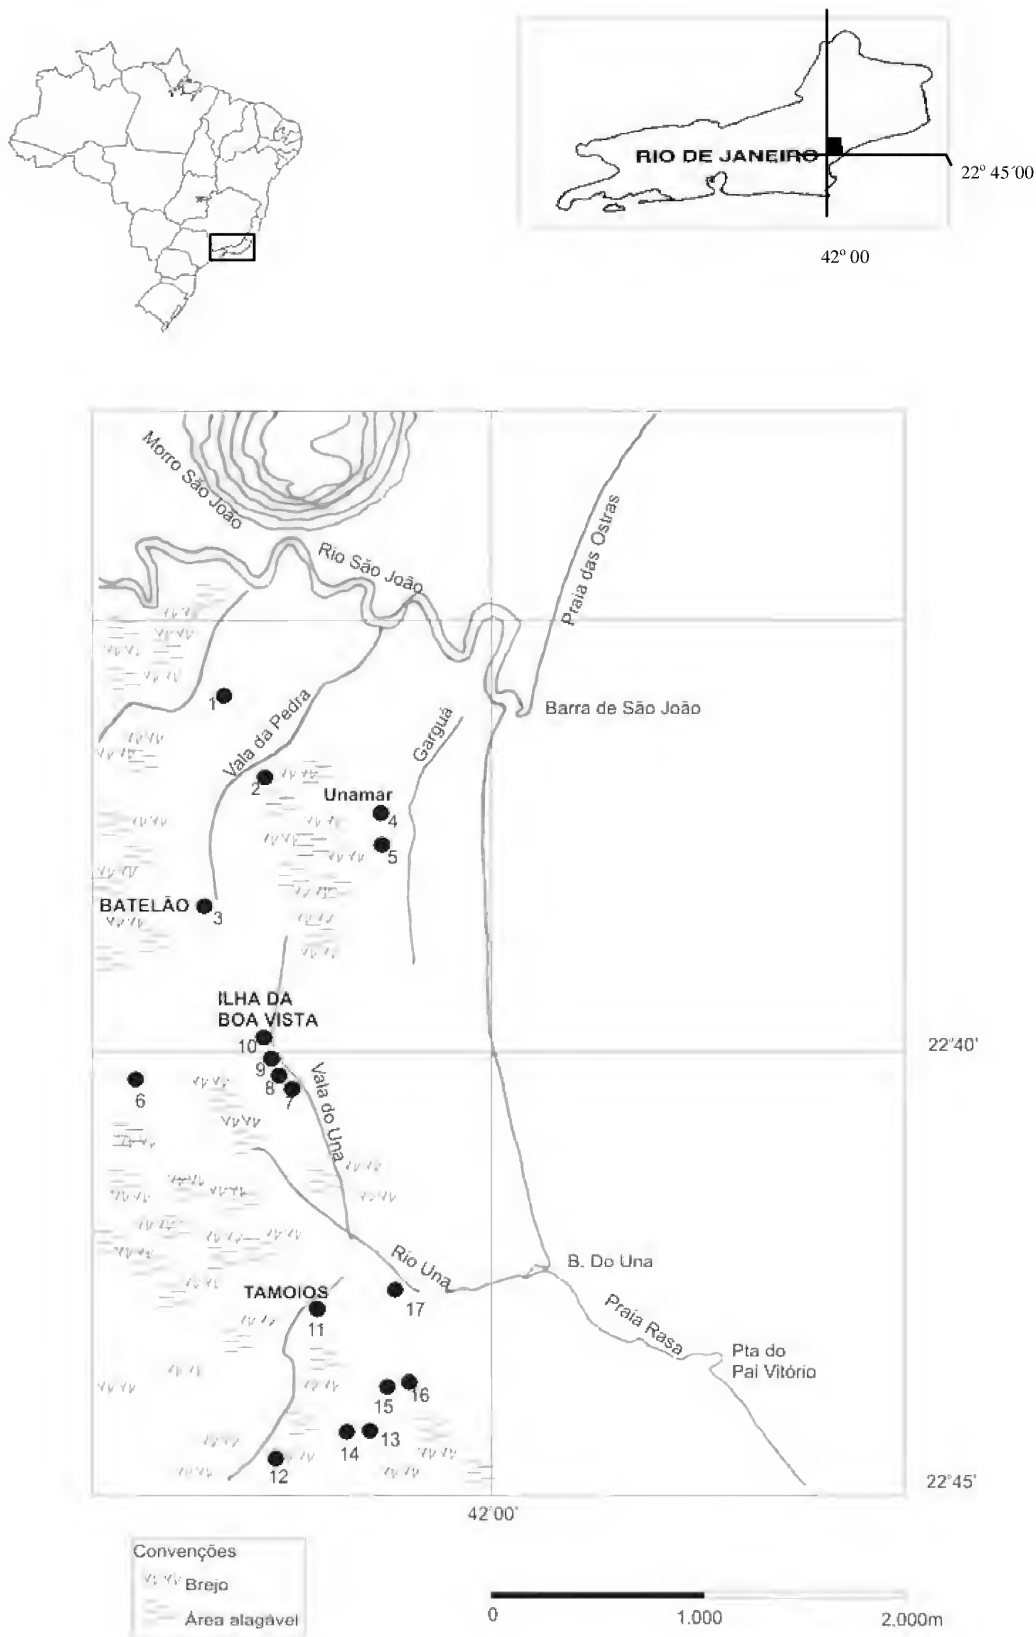 RIO DE JANEIRO
22° 45´00
42° 00
Morro São João
Rio São João
Praia das Ostras
1
Vala da Pedra
Garguá
Barra de São João
2
Unamar
4
5
BATELÃO
3
ILHA DA
BOA VISTA
10
9
8
7
6
Vala do Una
22°40'
Rio Una
B. Do Una
TAMOIOS
11
17
Praia Rasa
Pta do
Pai Vitório
15
16
14
13
12
22°45'
42°00'
Convenções
Brejo
Área alagável
0
1.000
2.000m